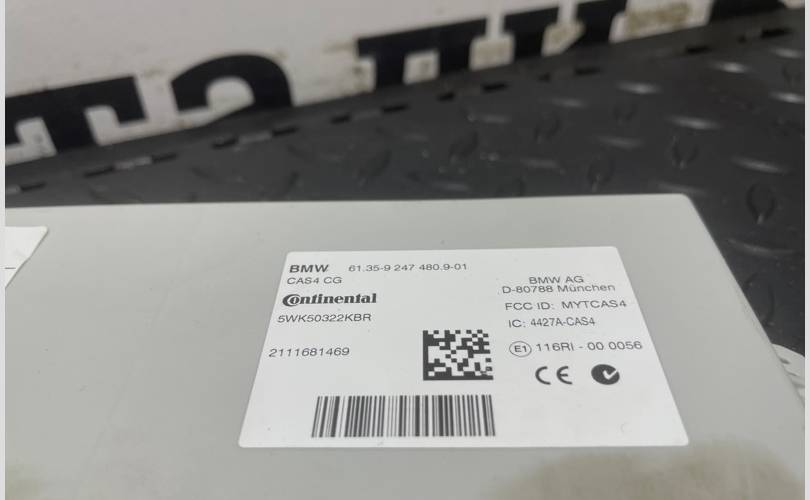 BMW 61.35-9 247 480.9-01
CAS4 CG
Continental
5WK50322KBR
2111681469
BMW AG
D-80788 München
FCC ID: MYTCAS4
IC: 4427A-CAS4
E1 116RI - 00 0056
CE